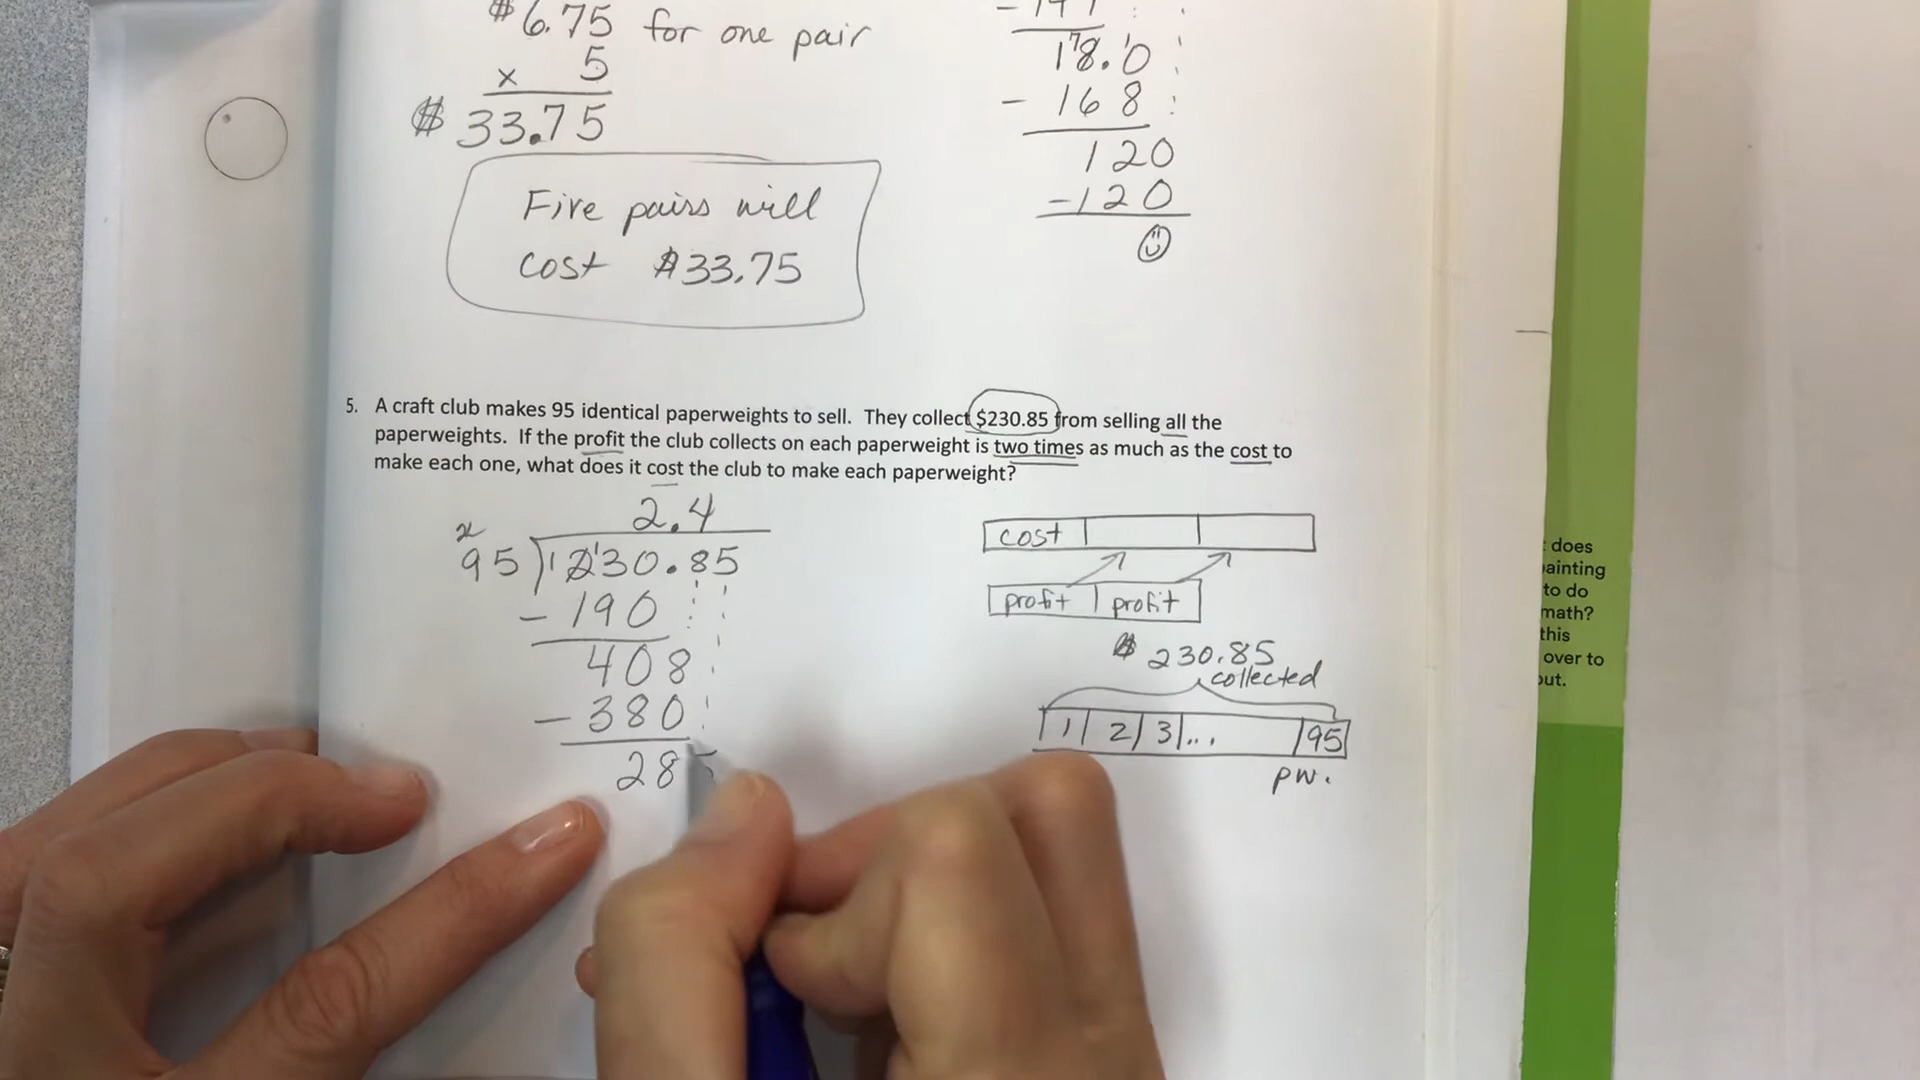 $6.75 for one pair
x 5
$33.75
Five pairs will
cost $33.75
18.0
- 168
120
-120
5. A craft club makes 95 identical paperweights to sell. They collect $230.85 from selling all the
paperweights. If the profit the club collects on each paperweight is two times as much as the cost to
make each one, what does it cost the club to make each paperweight?
2.4
95)230.85
- 190
408
- 380
28
cost
profit profit
$230.85
collected
1 2 3 ... 95
pw.
does
ainting
to do
math?
this
over to
out.